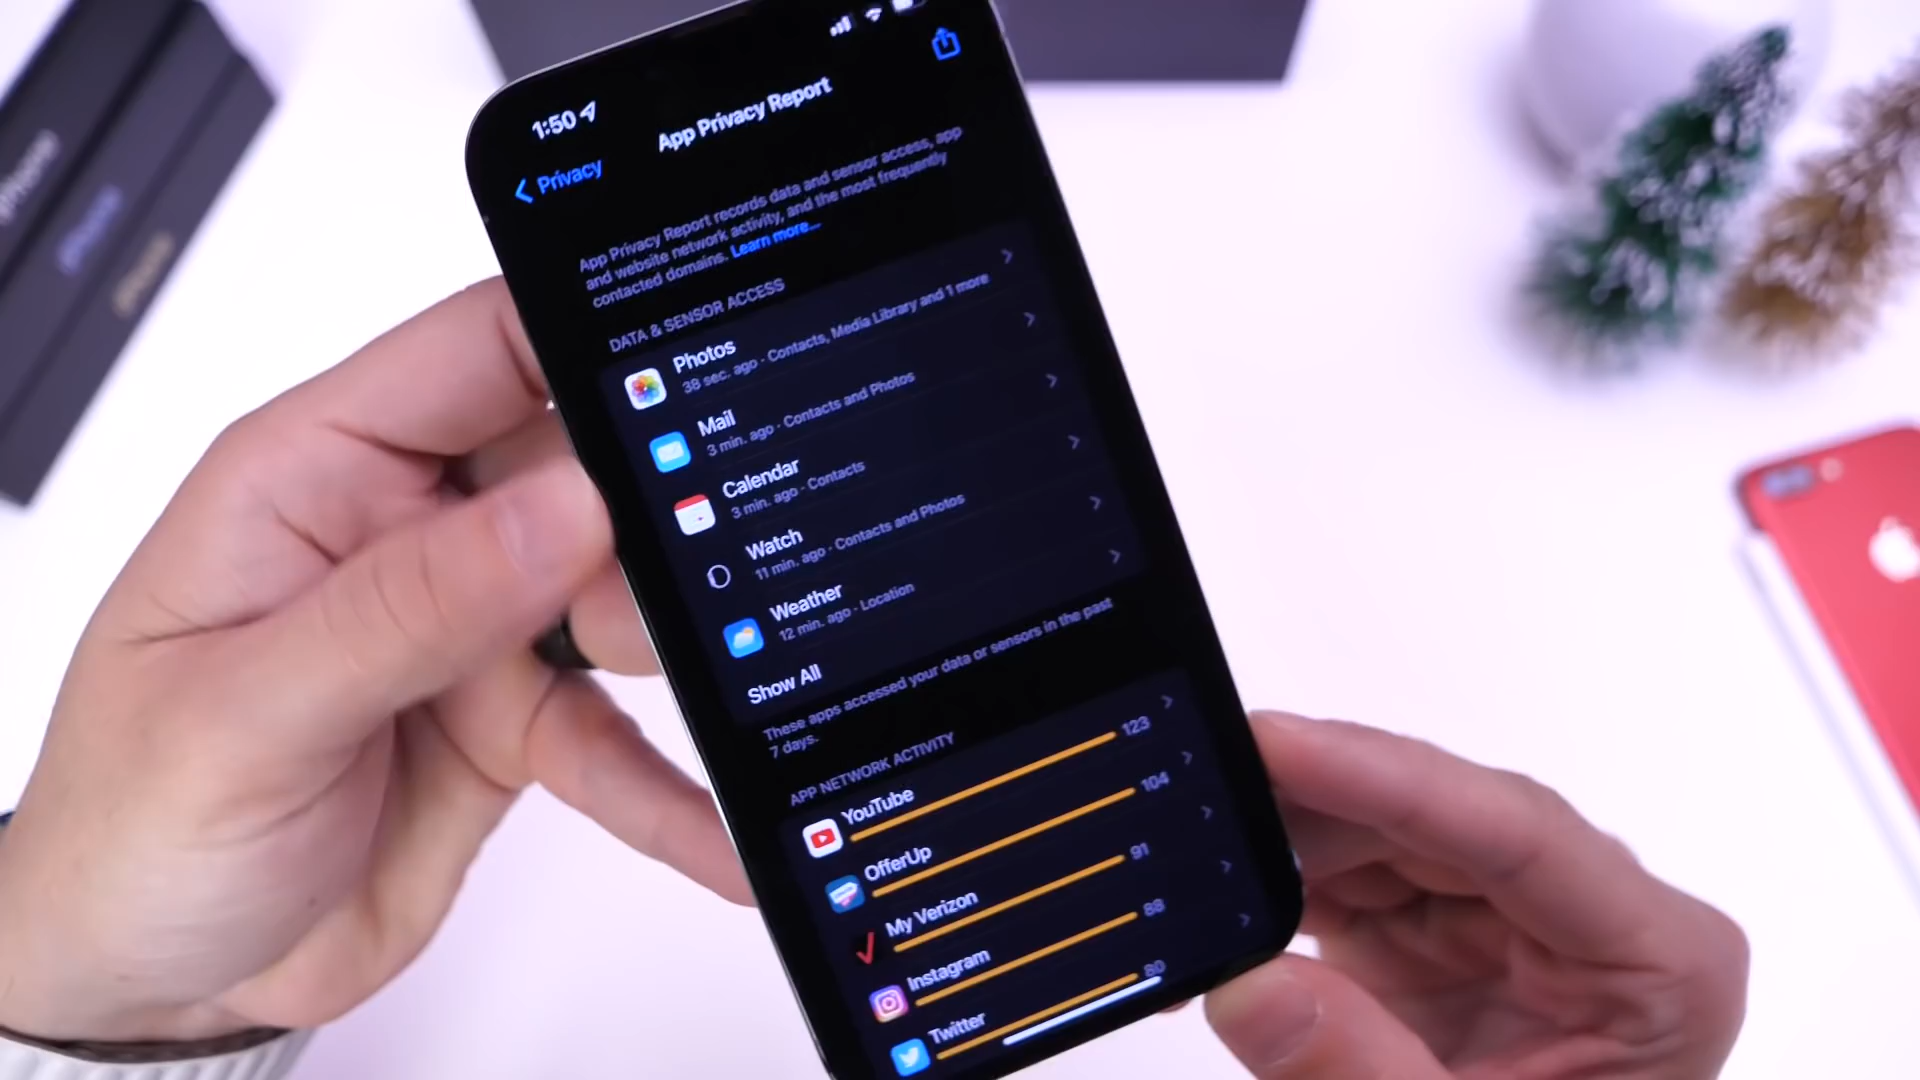 1:50
Privacy
App Privacy Report
App Privacy Report records data and sensor access, app
and website network activity, and the most frequently
contacted domains. Learn more...
DATA & SENSOR ACCESS
Photos
38 sec. ago · Contacts, Media Library and 1 more
Mail
3 min. ago · Contacts and Photos
Calendar
3 min. ago · Contacts
Watch
11 min. ago · Contacts and Photos
Weather
12 min. ago · Location
Show All
These apps accessed your data or sensors in the past
7 days.
APP NETWORK ACTIVITY
YouTube 123
OfferUp 104
My Verizon 91
Instagram 88
Twitter 80
iPhone
iPhone
iPhone